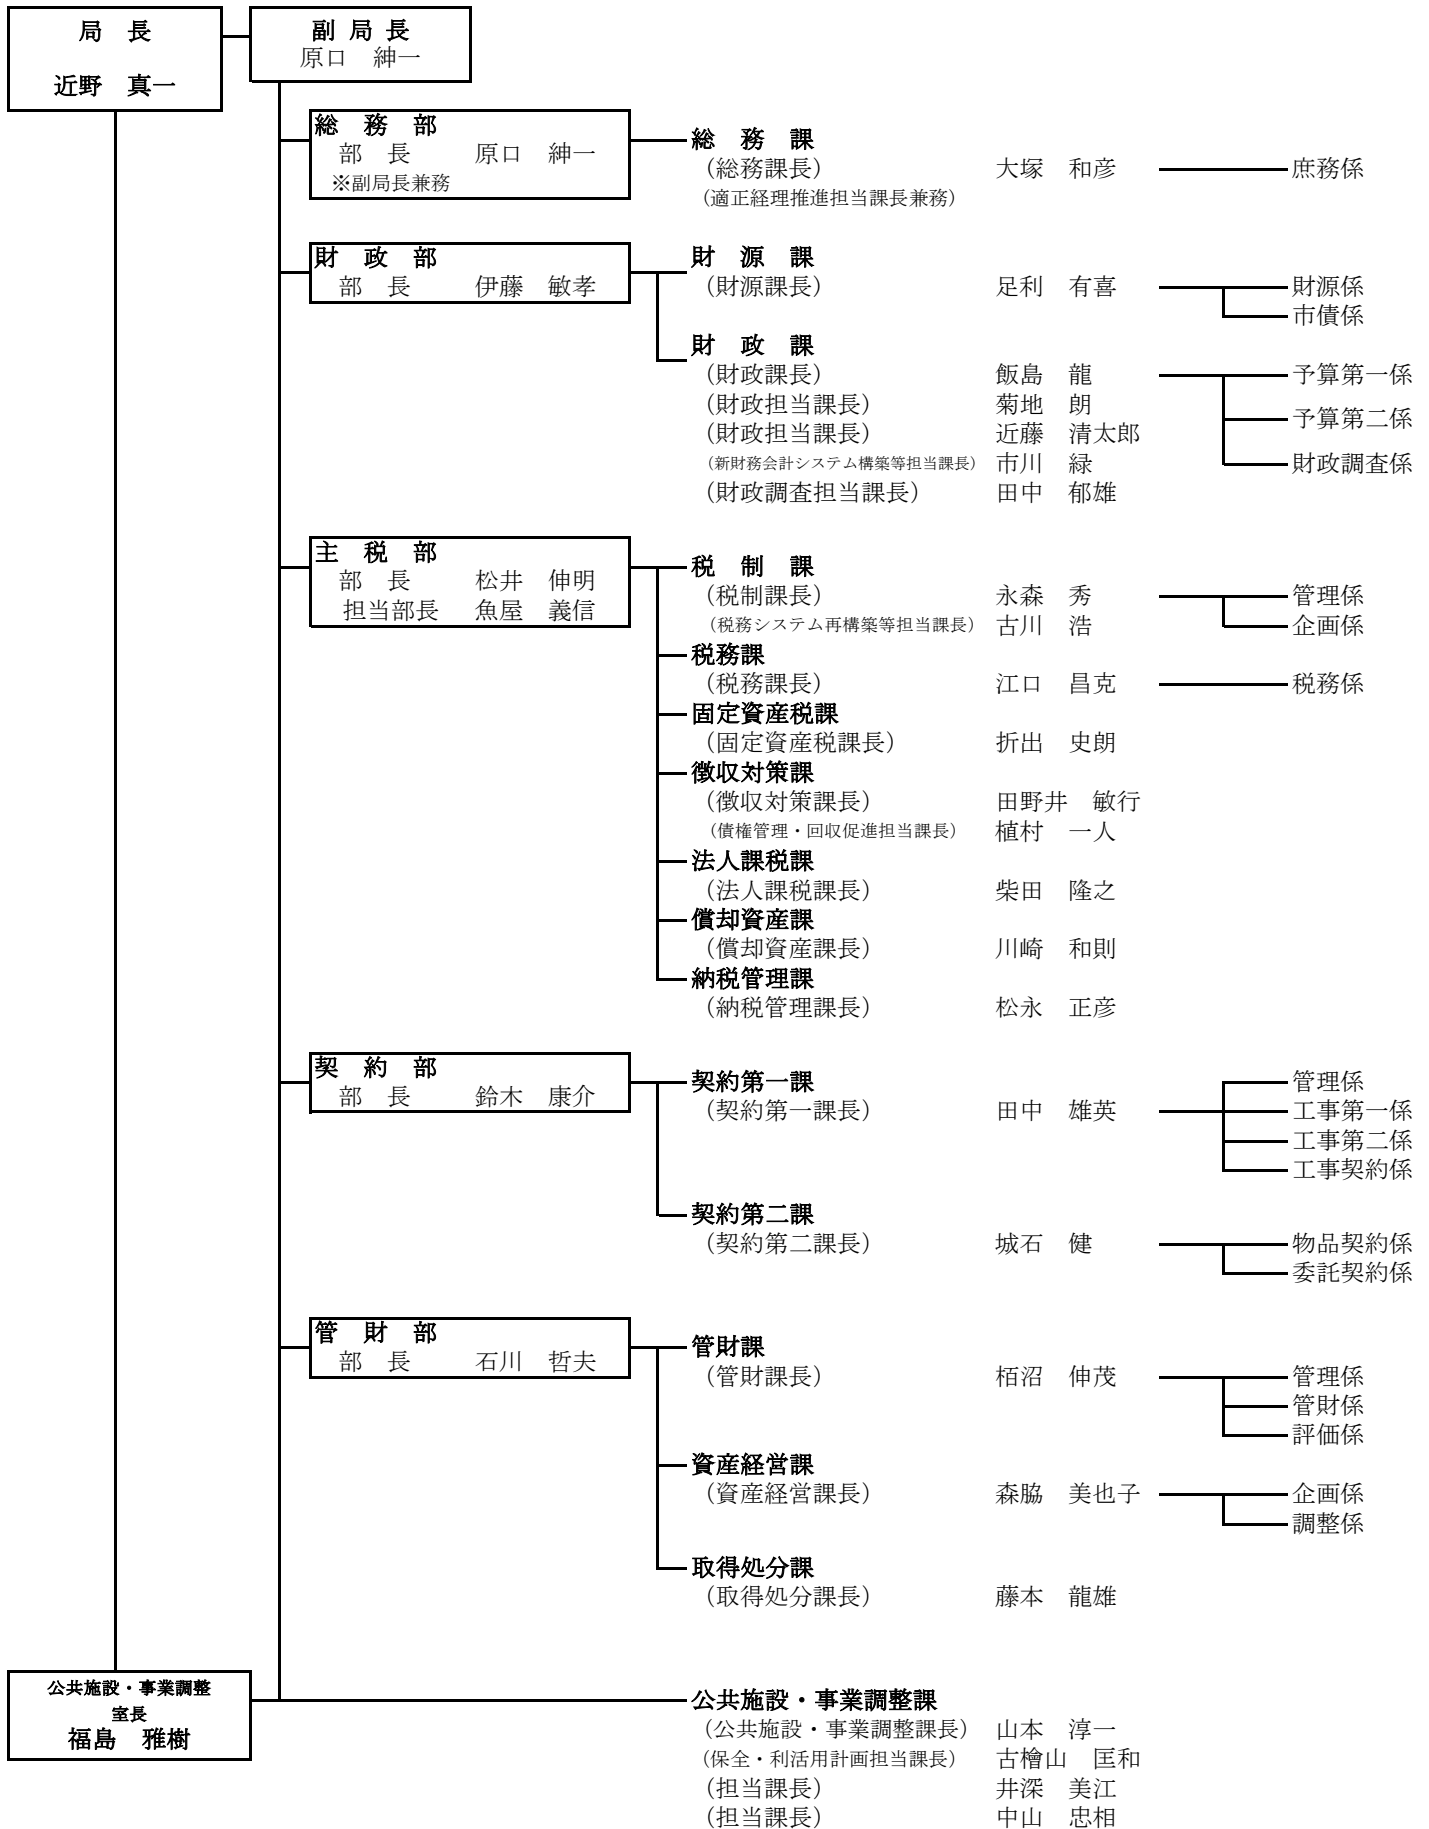 局　長
近野　真一
副 局 長
原口　紳一
総　務　部
部　長　原口　紳一
※副局長兼務
総　務　課
（総務課長）　大塚　和彦　庶務係
（適正経理推進担当課長兼務）
財　政　部
部　長　伊藤　敏孝
財　源　課
（財源課長）　足利　有喜　財源係
市債係
財　政　課
（財政課長）　飯島　龍　予算第一係
（財政担当課長）　菊地　朗
予算第二係
（財政担当課長）　近藤　清太郎
（新財務会計システム構築等担当課長）　市川　緑　財政調査係
（財政調査担当課長）　田中　郁雄
主　税　部
部　長　松井　伸明
担当部長　魚屋　義信
税　制　課
（税制課長）　永森　秀　管理係
（税務システム再構築等担当課長）　古川　浩　企画係
税務課
（税務課長）　江口　昌克　税務係
固定資産税課
（固定資産税課長）　折出　史朗
徴収対策課
（徴収対策課長）　田野井　敏行
（債権管理・回収促進担当課長）　植村　一人
法人課税課
（法人課税課長）　柴田　隆之
償却資産課
（償却資産課長）　川崎　和則
納税管理課
（納税管理課長）　松永　正彦
契　約　部
部　長　鈴木　康介
契約第一課　管理係
（契約第一課長）　田中　雄英　工事第一係
工事第二係
工事契約係
契約第二課
（契約第二課長）　城石　健　物品契約係
委託契約係
管　財　部
部　長　石川　哲夫
管財課
（管財課長）　栢沼　伸茂　管理係
管財係
評価係
資産経営課
（資産経営課長）　森脇　美也子　企画係
調整係
取得処分課
（取得処分課長）　藤本　龍雄
公共施設・事業調整
室長
福島　雅樹
公共施設・事業調整課
（公共施設・事業調整課長）　山本　淳一
（保全・利活用計画担当課長）　古檜山　匡和
（担当課長）　井深　美江
（担当課長）　中山　忠相